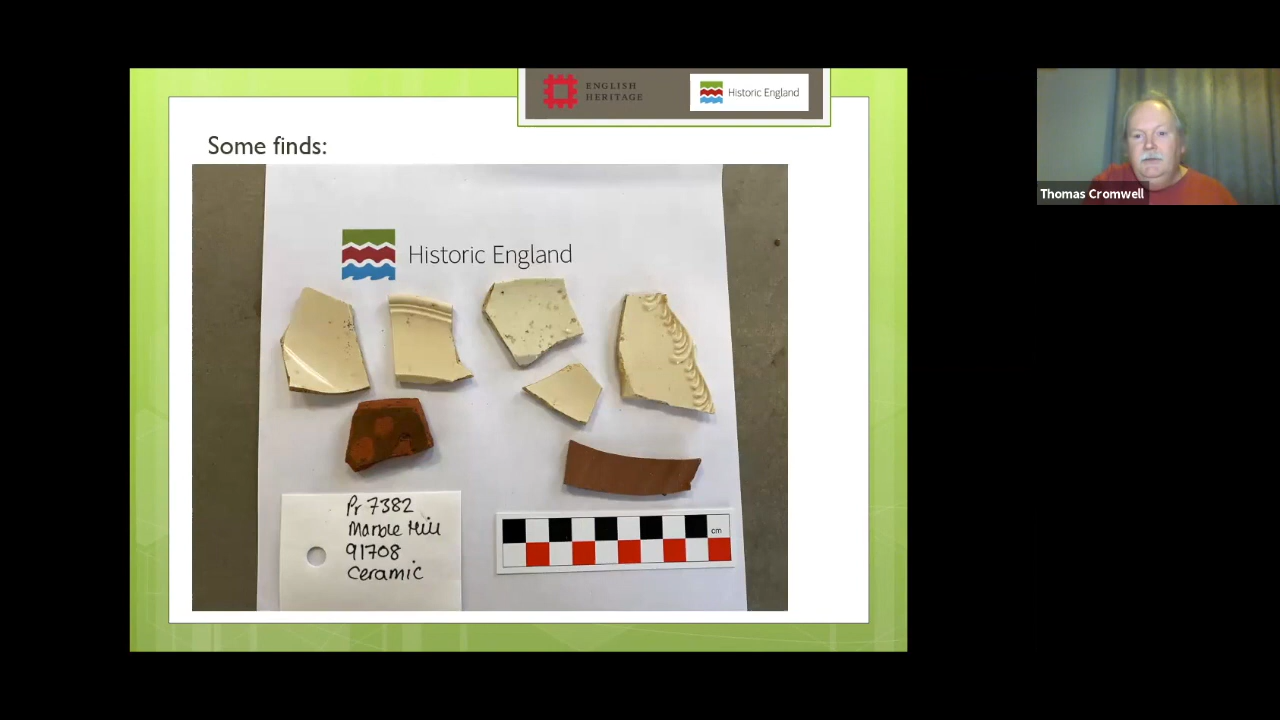 ENGLISH
HERITAGE
Historic England
Thomas Cromwell
Some finds:
Historic England
Pr 7382
Marble Hill
91708
Ceramic
cm